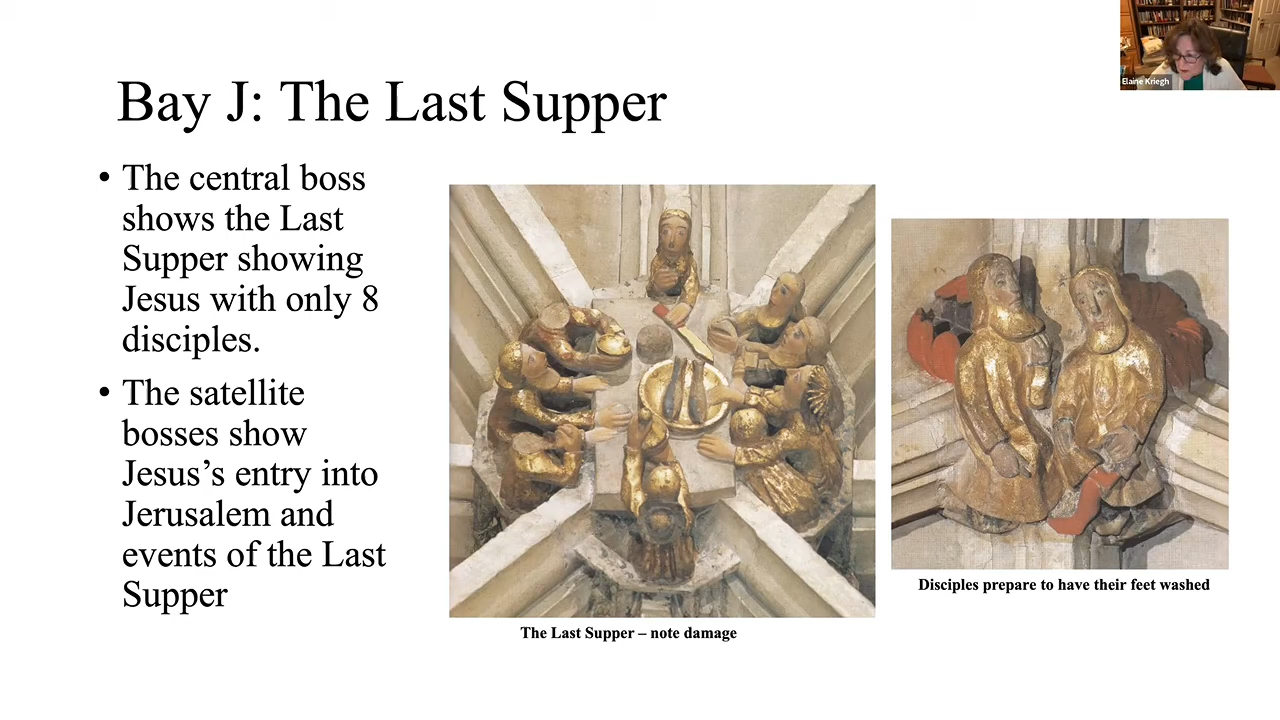 Elaine Kriegh
Bay J: The Last Supper
• The central boss
shows the Last
Supper showing
Jesus with only 8
disciples.
• The satellite
bosses show
Jesus’s entry into
Jerusalem and
events of the Last
Supper
The Last Supper – note damage
Disciples prepare to have their feet washed